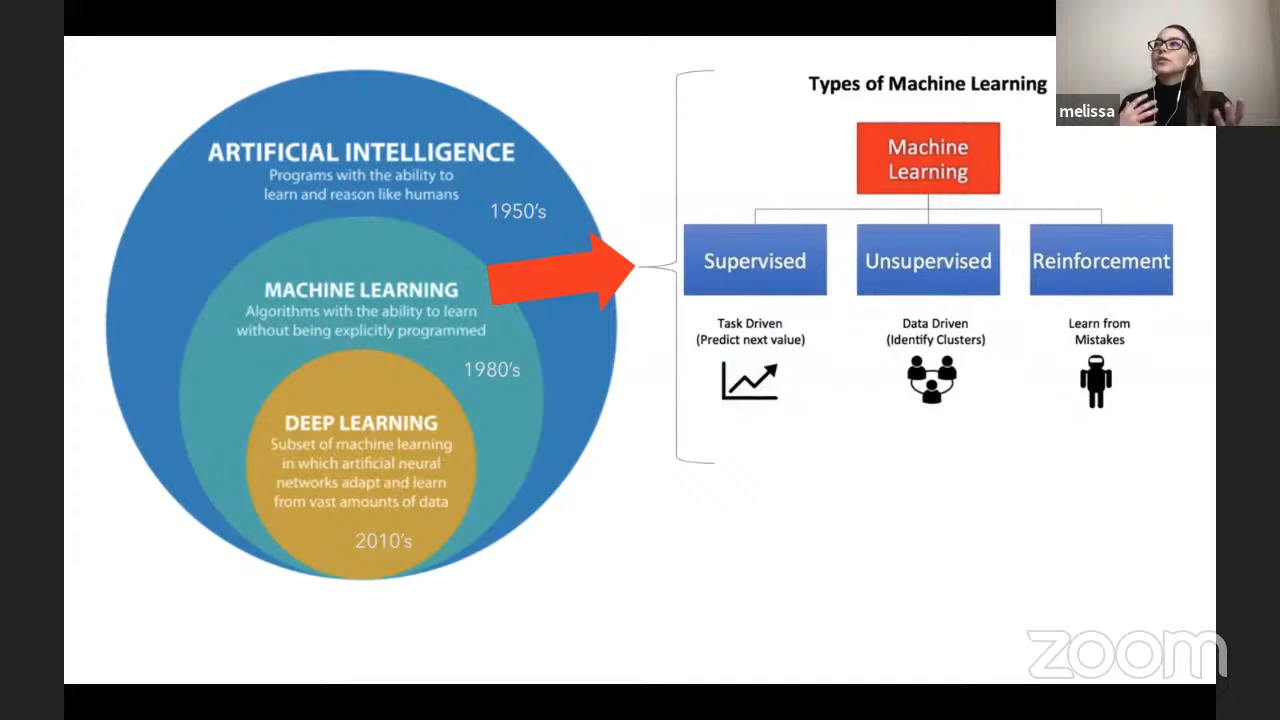 ARTIFICIAL INTELLIGENCE
Programs with the ability to
learn and reason like humans
1950's
MACHINE LEARNING
Algorithms with the ability to learn
without being explicitly programmed
1980's
DEEP LEARNING
Subset of machine learning
in which artificial neural
networks adapt and learn
from vast amounts of data
2010's
Types of Machine Learning
Machine
Learning
Supervised
Unsupervised
Reinforcement
Task Driven
(Predict next value)
Data Driven
(Identify Clusters)
Learn from
Mistakes
melissa
zoom